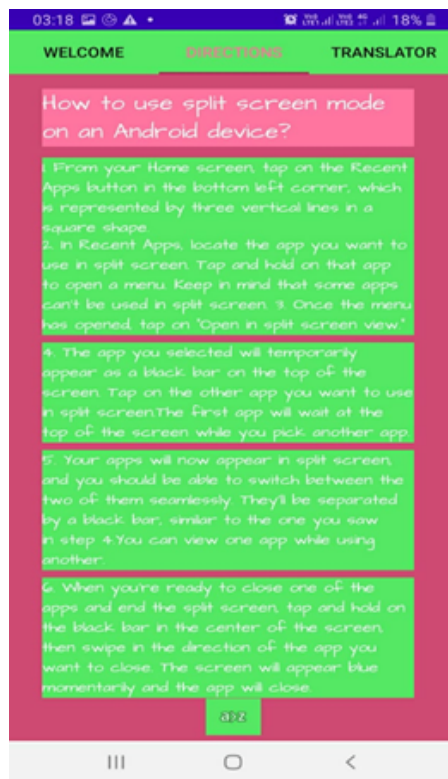 03:18 18%
WELCOME DIRECTIONS TRANSLATOR
How to use split screen mode
on an Android device?
1. From your Home screen, tap on the Recent
Apps button in the bottom left corner, which
is represented by three vertical lines in a
square shape.
2. In Recent Apps, locate the app you want to
use in split screen. Tap and hold on that app
to open a menu. Keep in mind that some apps
can't be used in split screen. 3. Once the menu
has opened, tap on "Open in split screen view."
4. The app you selected will temporarily
appear as a black bar on the top of the
screen. Tap on the other app you want to use
in split screen.The first app will wait at the
top of the screen while you pick another app.
5. Your apps will now appear in split screen,
and you should be able to switch between the
two of them seamlessly. They'll be separated
by a black bar, similar to the one you saw
in step 4.You can view one app while using
another.
6. When you're ready to close one of the
apps and end the split screen, tap and hold on
the black bar in the center of the screen,
then swipe in the direction of the app you
want to close. The screen will appear blue
momentarily and the app will close.